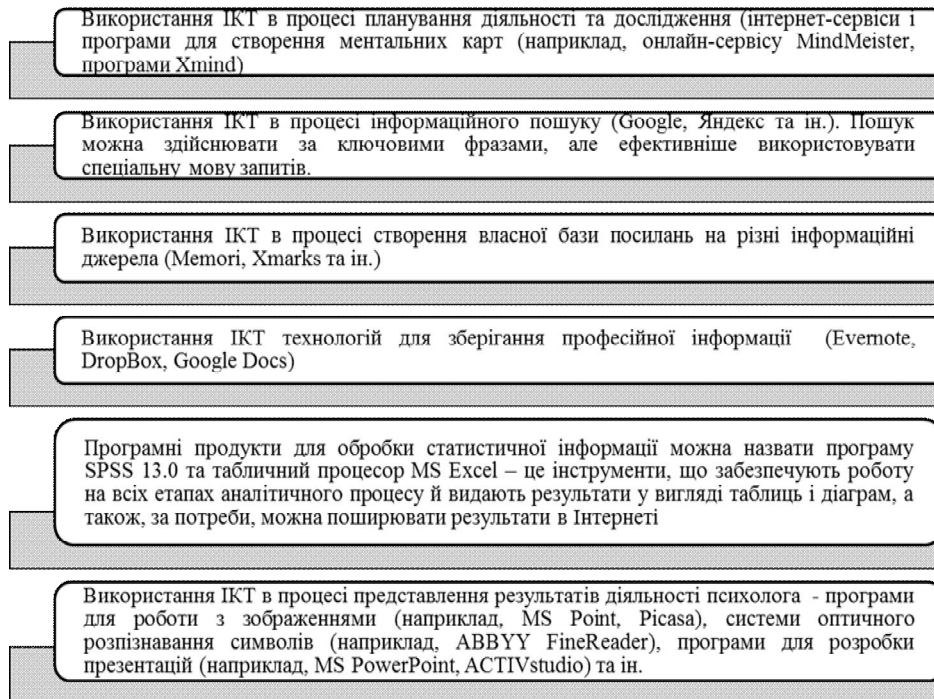 Використання ІКТ в процесі планування діяльності та дослідження (інтернет-сервіси і
програми для створення ментальних карт (наприклад, онлайн-сервісу MindMeister,
програми Xmind)
Використання ІКТ в процесі інформаційного пошуку (Google, Яндекс та ін.). Пошук
можна здійснювати за ключовими фразами, але ефективніше використовувати
спеціальну мову запитів.
Використання ІКТ в процесі створення власної бази посилань на різні інформаційні
джерела (Memori, Xmarks та ін.)
Використання ІКТ технологій для зберігання професійної інформації (Evernote,
DropBox, Google Docs)
Програмні продукти для обробки статистичної інформації можна назвати програму
SPSS 13.0 та табличний процесор MS Excel – це інструменти, що забезпечують роботу
на всіх етапах аналітичного процесу й видають результати у вигляді таблиць і діаграм, а
також, за потреби, можна поширювати результати в Інтернеті
Використання ІКТ в процесі представлення результатів діяльності психолога - програми
для роботи з зображеннями (наприклад, MS Point, Picasa), системи оптичного
розпізнавання символів (наприклад, ABBYY FineReader), програми для розробки
презентацій (наприклад, MS PowerPoint, ACTIVstudio) та ін.